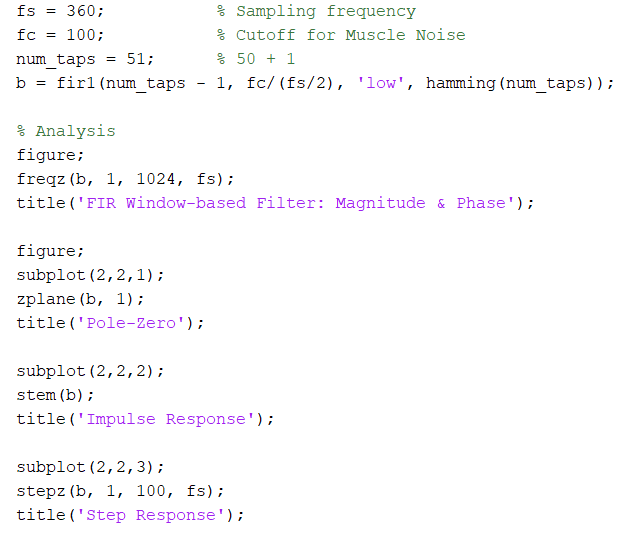 fs = 360;            % Sampling frequency
fc = 100;            % Cutoff for Muscle Noise
num_taps = 51;       % 50 + 1
b = fir1(num_taps - 1, fc/(fs/2), 'low', hamming(num_taps));

% Analysis
figure;
freqz(b, 1, 1024, fs);
title('FIR Window-based Filter: Magnitude & Phase');

figure;
subplot(2,2,1);
zplane(b, 1);
title('Pole-Zero');

subplot(2,2,2);
stem(b);
title('Impulse Response');

subplot(2,2,3);
stepz(b, 1, 100, fs);
title('Step Response');